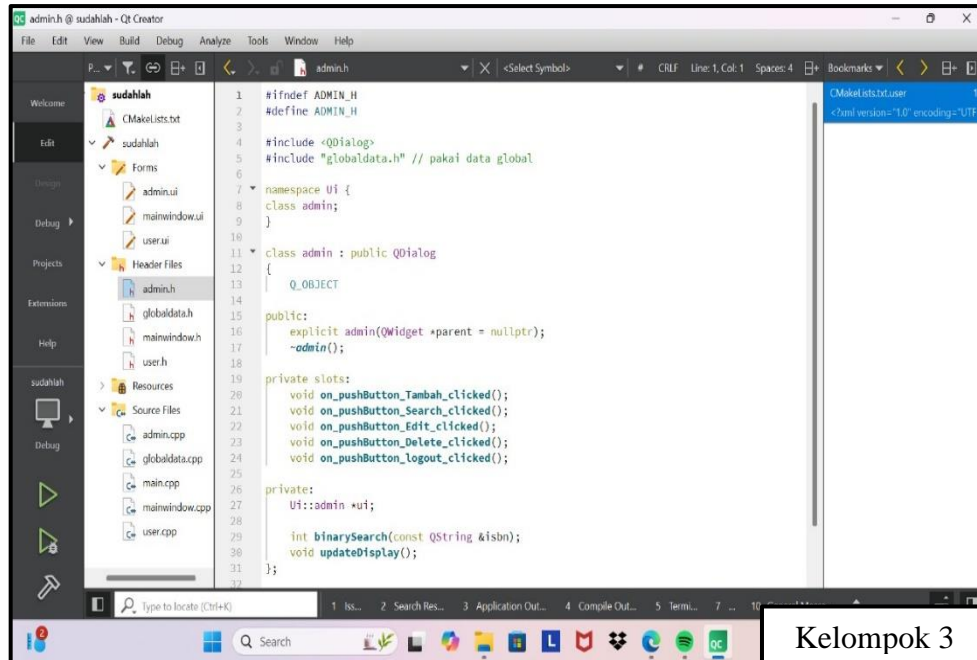 admin.h @ sudahlah - Qt Creator
File Edit View Build Debug Analyze Tools Window Help
P... admin.h <Select Symbol> # CRLF Line: 1, Col: 1 Spaces: 4 Bookmarks
Welcome
Edit
Design
Debug
Projects
Extensions
Help
sudahlah
Debug
sudahlah
CMakeLists.txt
sudahlah
Forms
admin.ui
mainwindow.ui
user.ui
Header Files
admin.h
globaldata.h
mainwindow.h
user.h
Resources
Source Files
admin.cpp
globaldata.cpp
main.cpp
mainwindow.cpp
user.cpp
1 #ifndef ADMIN_H
2 #define ADMIN_H
3
4 #include <QDialog>
5 #include "globaldata.h" // pakai data global
6
7 namespace Ui {
8 class admin;
9 }
10
11 class admin : public QDialog
12 {
13 Q_OBJECT
14
15 public:
16 explicit admin(QWidget *parent = nullptr);
17 ~admin();
18
19 private slots:
20 void on_pushButton_Tambah_clicked();
21 void on_pushButton_Search_clicked();
22 void on_pushButton_Edit_clicked();
23 void on_pushButton_Delete_clicked();
24 void on_pushButton_logout_clicked();
25
26 private:
27 Ui::admin *ui;
28
29 int binarySearch(const QString &isbn);
30 void updateDisplay();
31 };
32
CMakeLists.txt.user 1
<?xml version="1.0" encoding="UTF
Type to locate (Ctrl+K) 1 Iss... 2 Search Res... 3 Application Out... 4 Compile Out... 5 Termi... 7 ... 10
Search
Kelompok 3